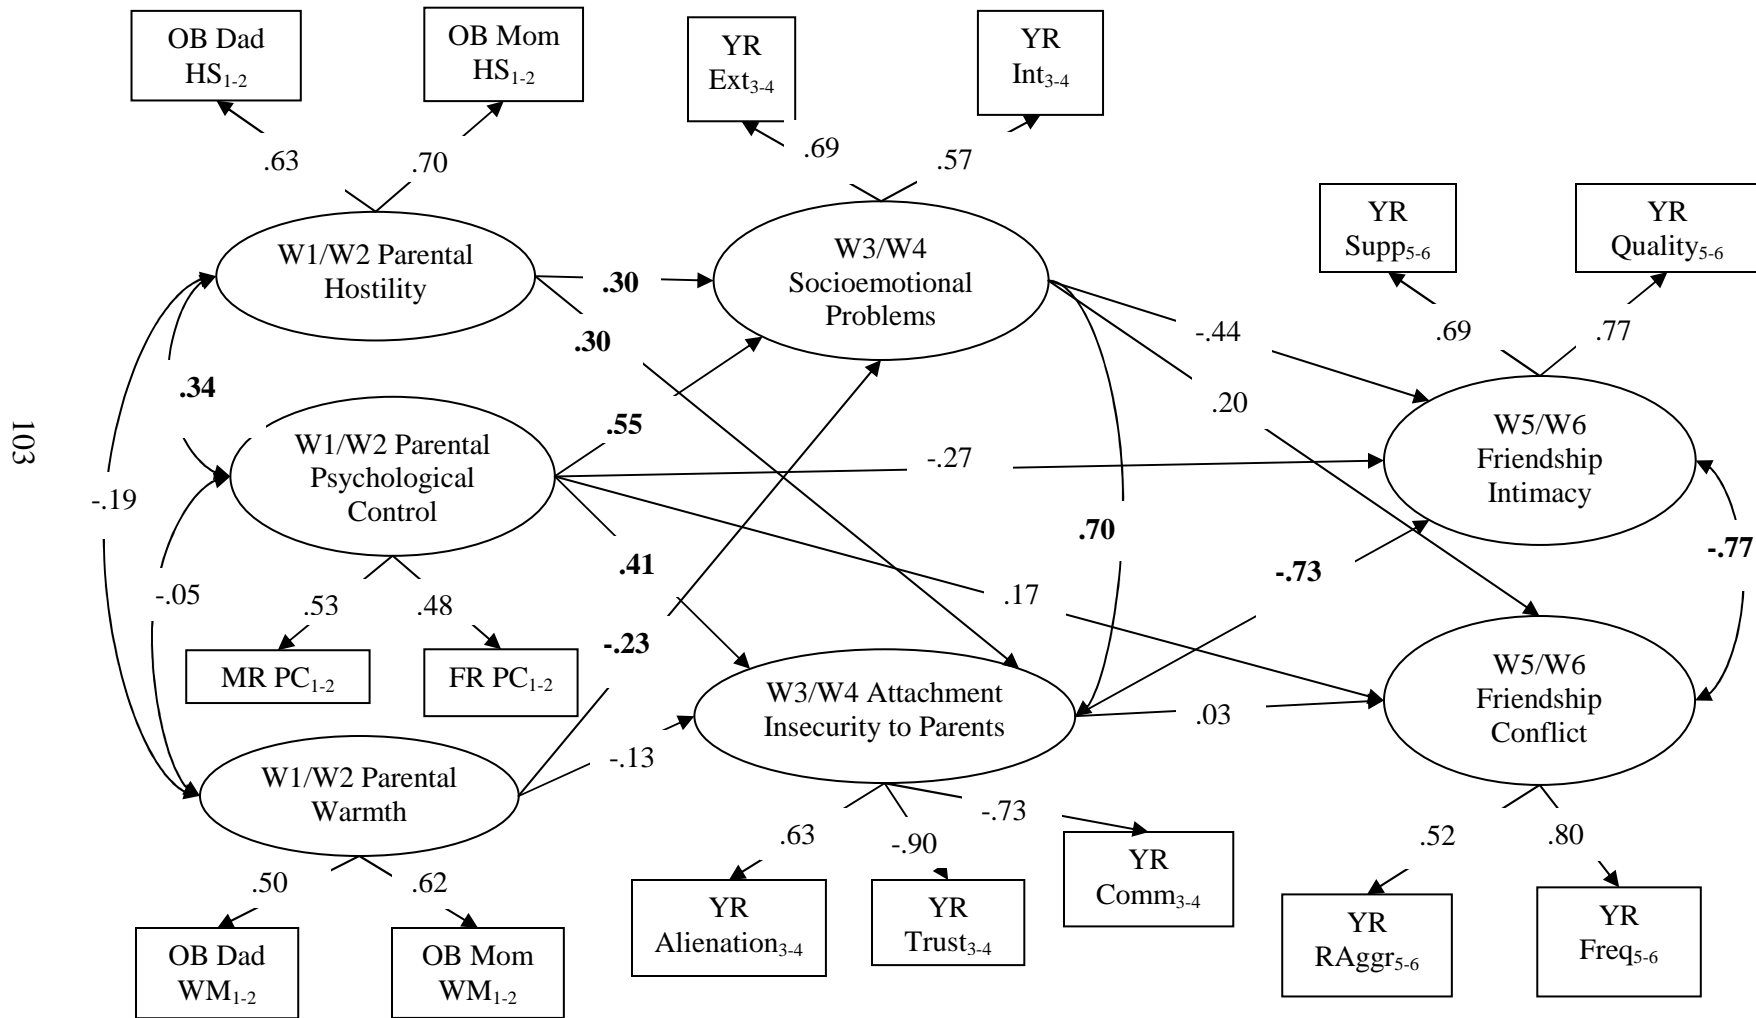 OB Dad
HS1-2
OB Mom
HS1-2
YR
Ext3-4
YR
Int3-4
.63
.70
.69
.57
YR
Supp5-6
YR
Quality5-6
W1/W2 Parental
Hostility
.30
.30
W3/W4
Socioemotional
Problems
-.44
.20
.69
.77
.34
-.19
W1/W2 Parental
Psychological
Control
.55
-.27
W5/W6
Friendship
Intimacy
103
-.05
.53
.48
.41
.70
-.73
-.77
.17
-.23
MR PC1-2
FR PC1-2
W3/W4 Attachment
Insecurity to Parents
.03
W5/W6
Friendship
Conflict
W1/W2 Parental
Warmth
-.13
.63
-.90
-.73
.52
.80
.50
.62
YR
Alienation3-4
YR
Trust3-4
YR
Comm3-4
YR
RAggr5-6
YR
Freq5-6
OB Dad
WM1-2
OB Mom
WM1-2